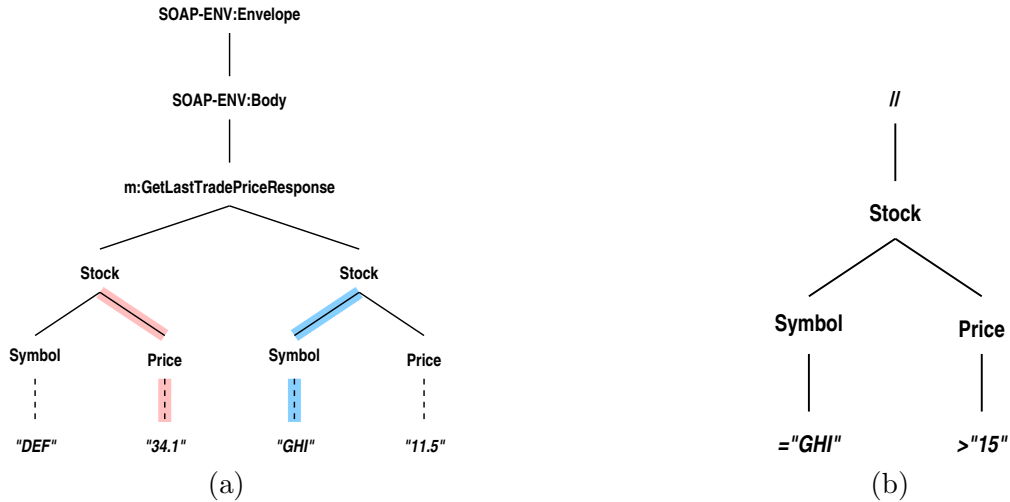 SOAP-ENV:Envelope
SOAP-ENV:Body
//
m:GetLastTradePriceResponse
Stock
Stock Stock
Symbol Price
Symbol Price Symbol Price
"DEF" "34.1" "GHI" "11.5" ="GHI" >"15"
(a) (b)